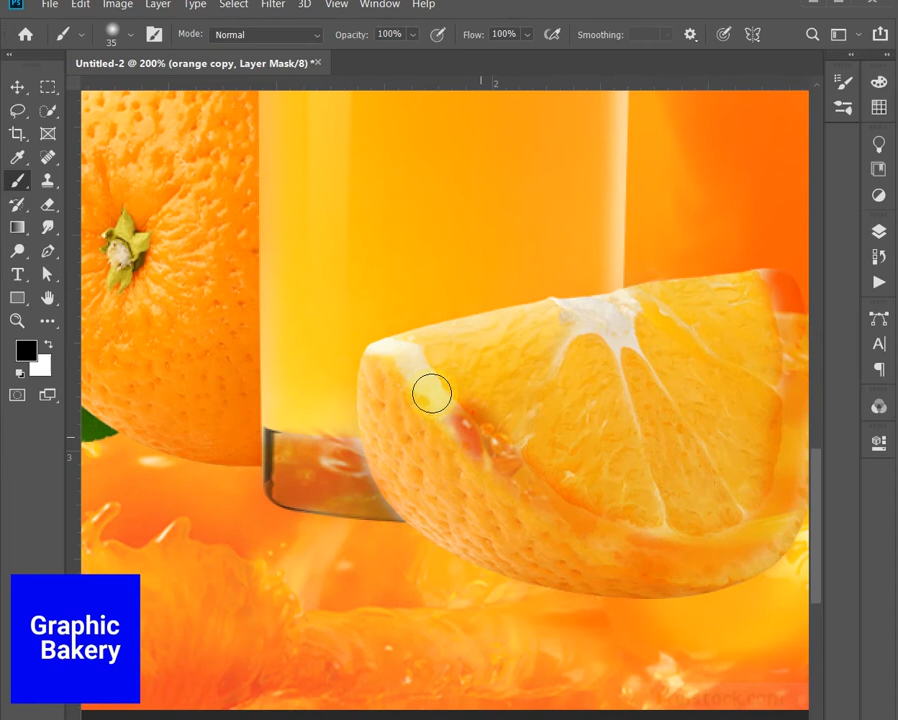 Ps File Edit Image Layer Type Select Filter 3D View Window Help
35 Mode: Normal Opacity: 100% Flow: 100% Smoothing:
Untitled-2 @ 200% (orange copy, Layer Mask/8) *
2
3
T
A
Graphic
Bakery